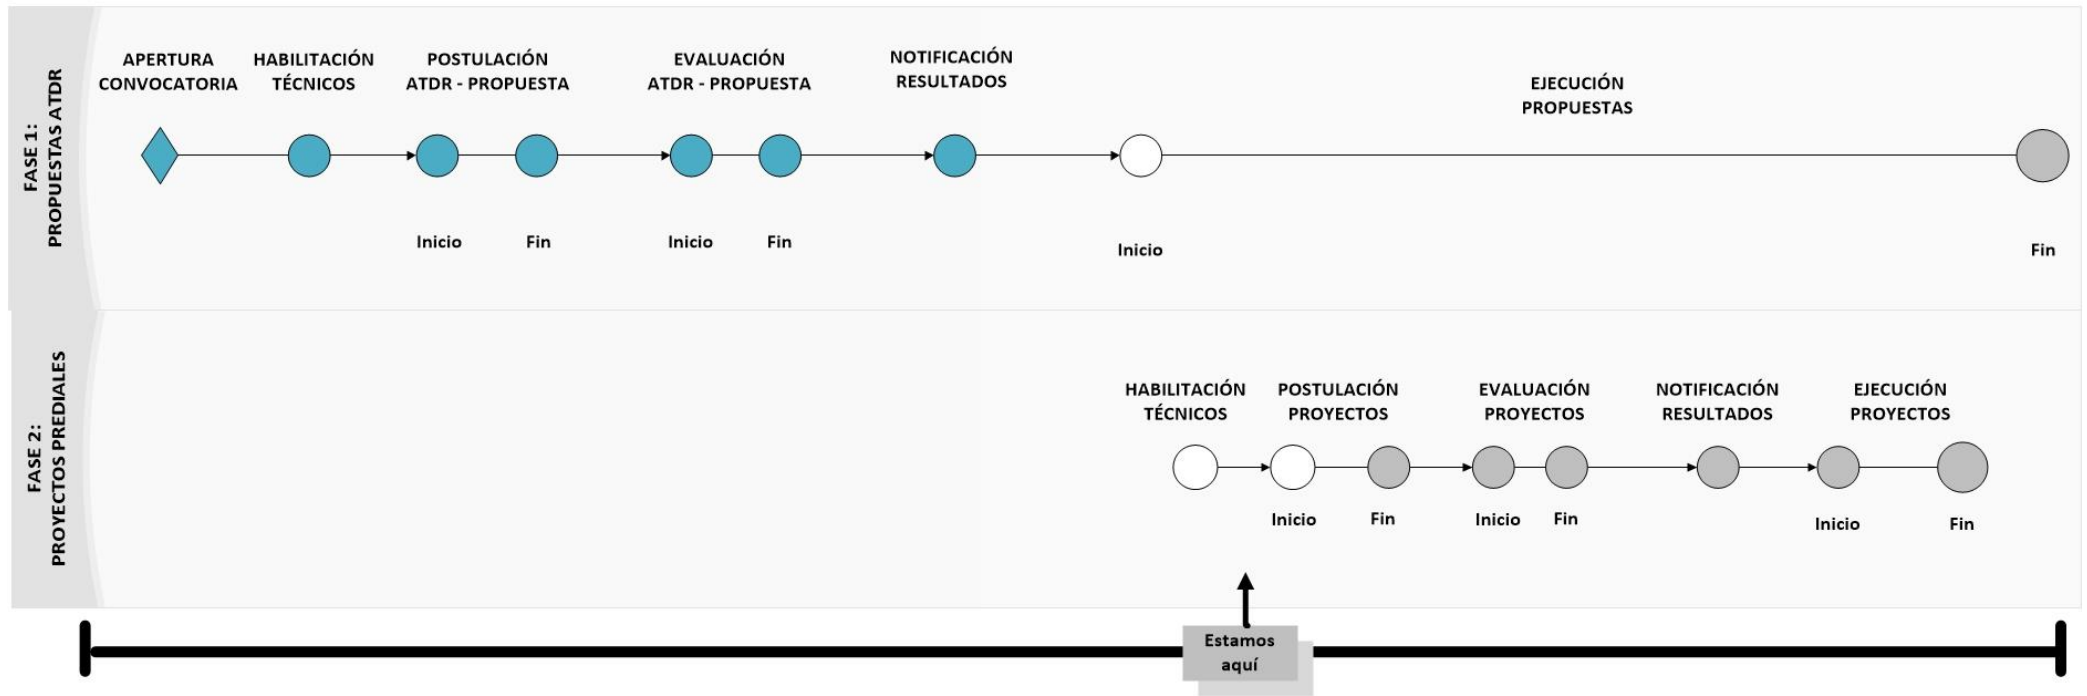 FASE 1:
PROPUESTAS ATDR
APERTURA
CONVOCATORIA
HABILITACIÓN
TÉCNICOS
POSTULACIÓN
ATDR - PROPUESTA
EVALUACIÓN
ATDR - PROPUESTA
NOTIFICACIÓN
RESULTADOS
EJECUCIÓN
PROPUESTAS
Inicio
Fin
Inicio
Fin
Inicio
Fin
FASE 2:
PROYECTOS PREDIALES
HABILITACIÓN
TÉCNICOS
POSTULACIÓN
PROYECTOS
EVALUACIÓN
PROYECTOS
NOTIFICACIÓN
RESULTADOS
EJECUCIÓN
PROYECTOS
Inicio
Fin
Inicio
Fin
Inicio
Fin
Estamos
aquí